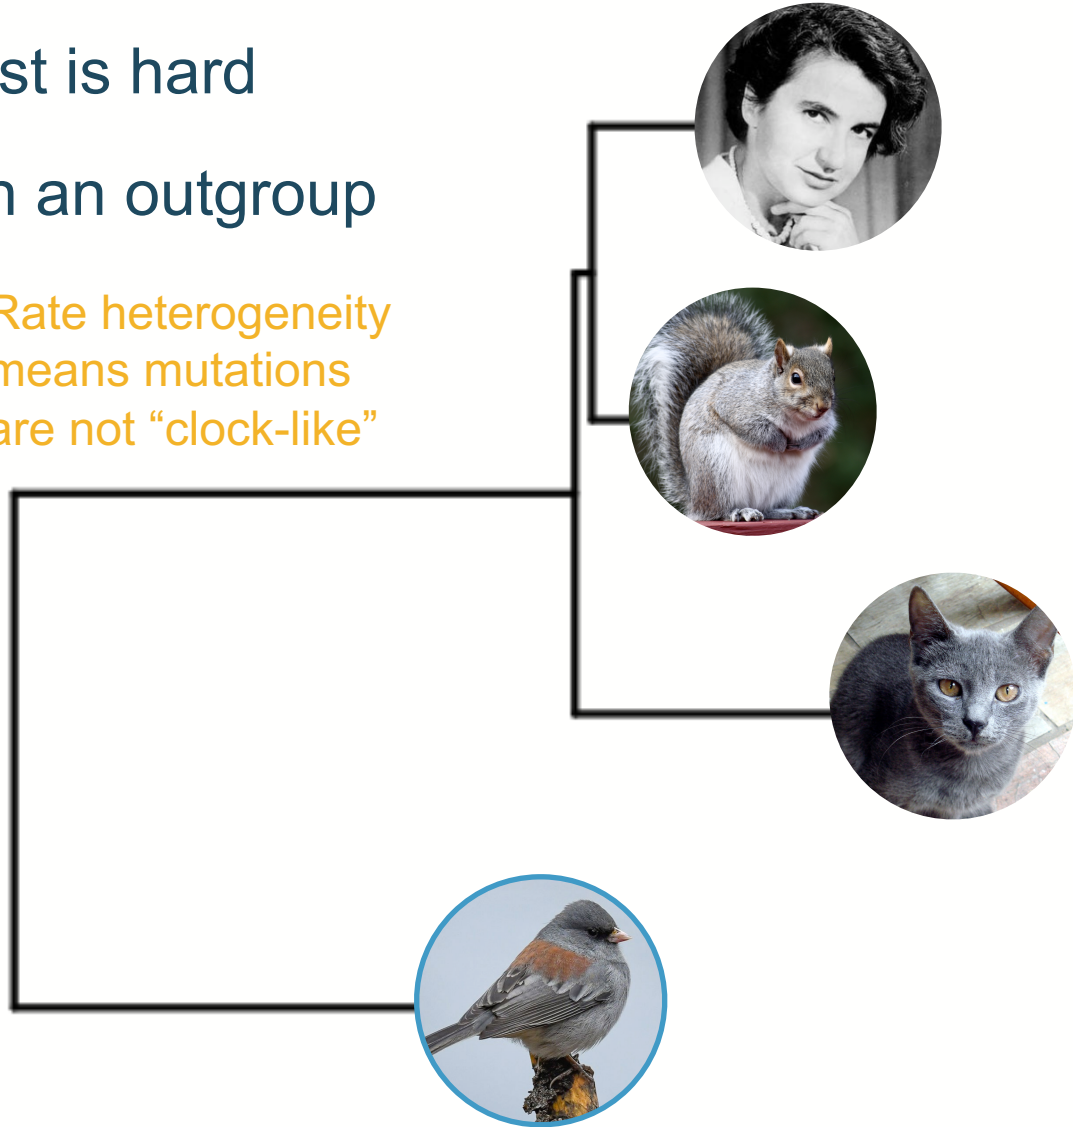 st is hard
n an outgroup
Rate heterogeneity
means mutations
are not “clock-like”